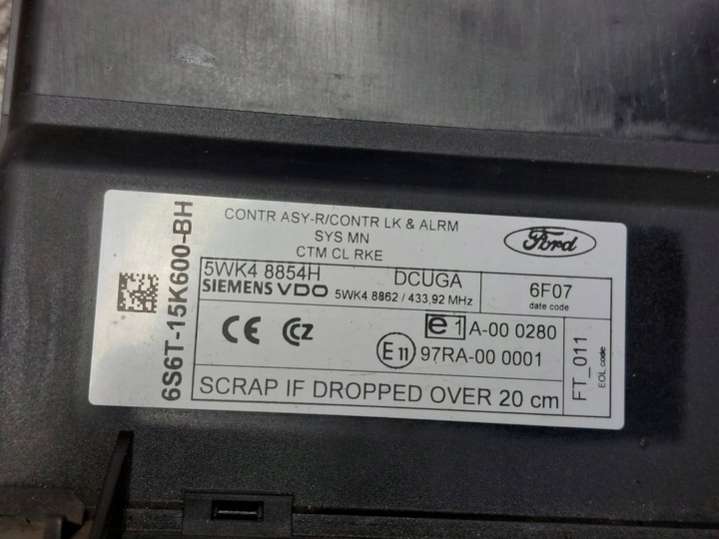 6S6T-15K600-BH
CONTR ASY-R/CONTR LK & ALRM
SYS MN
CTM CL RKE
Ford
5WK4 8854H DCUGA
SIEMENS VDO 5WK4 8862 / 433,92 MHz
6F07
date code
CE CZ
e1 A-00 0280
E11 97RA-00 0001
FT_011
EOL code
SCRAP IF DROPPED OVER 20 cm